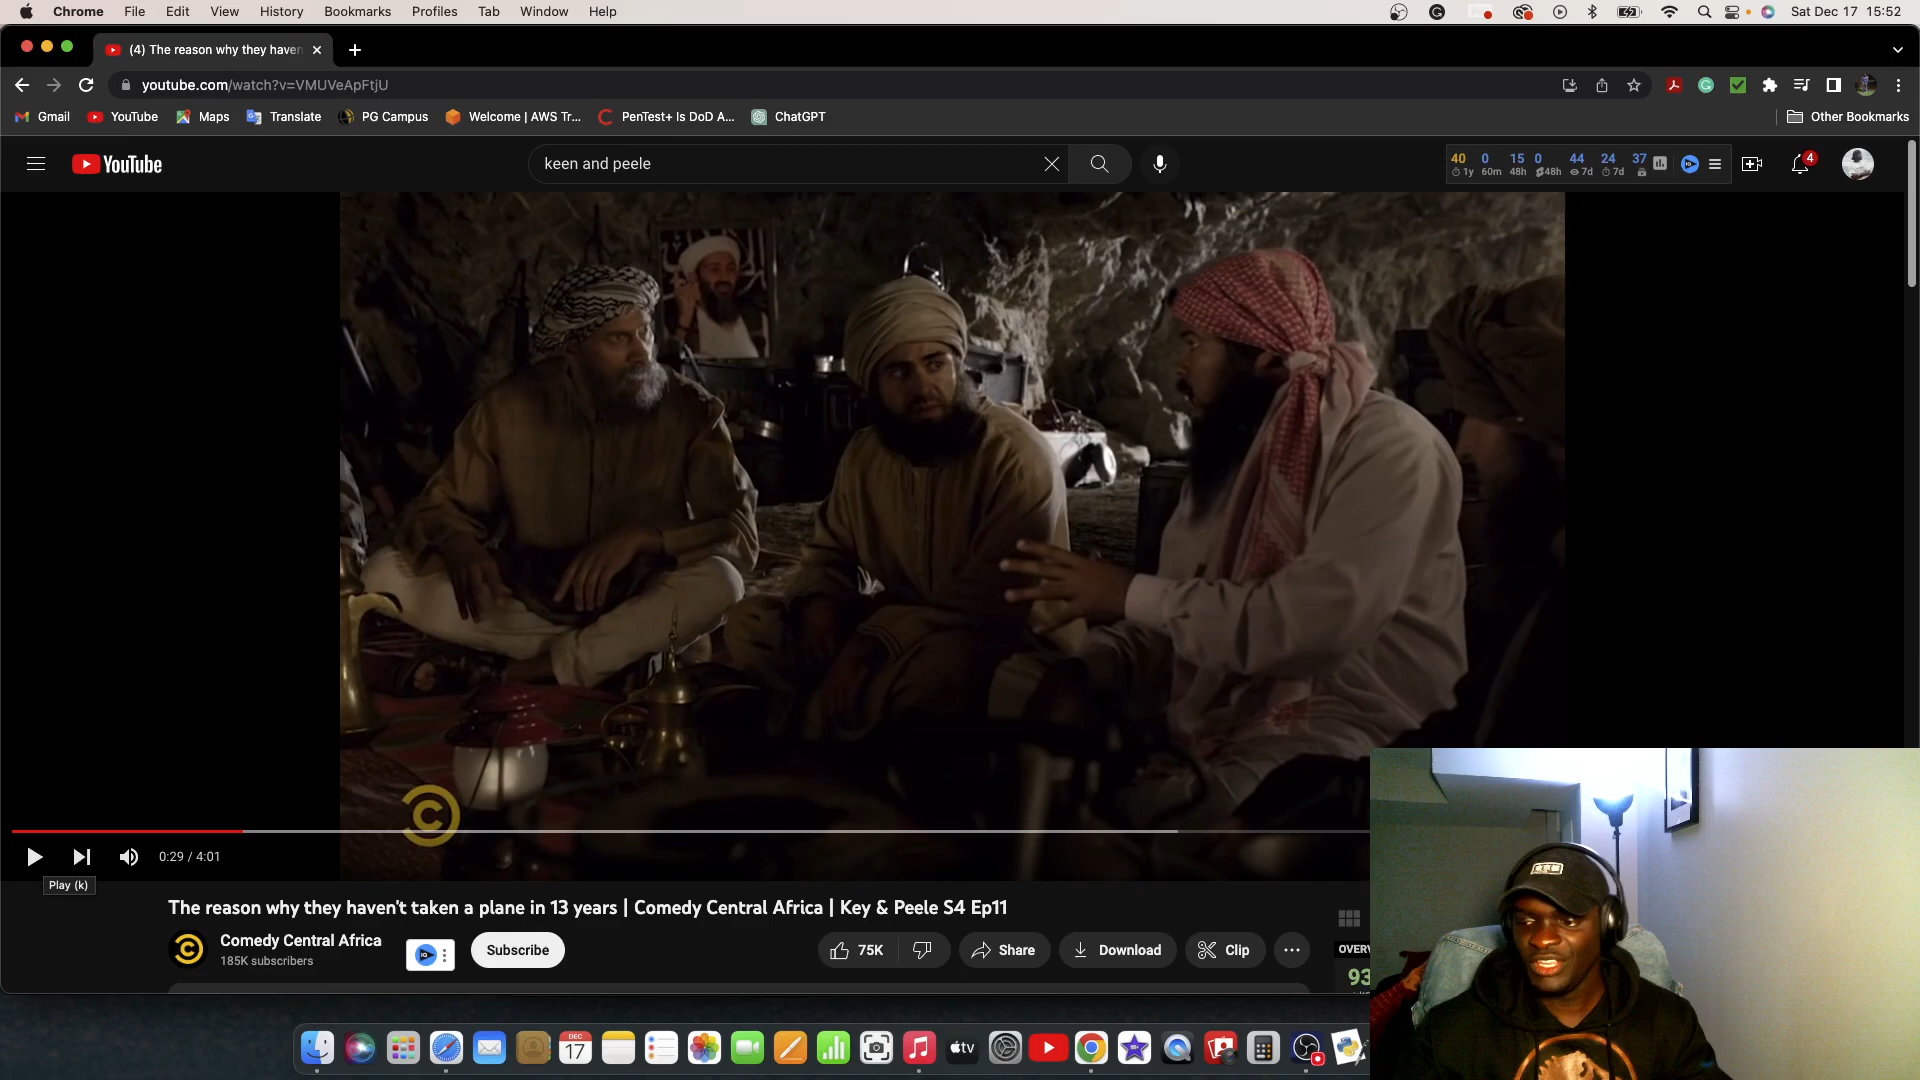 Chrome File Edit View History Bookmarks Profiles Tab Window Help Sat Dec 17 15:52
(4) The reason why they haven
youtube.com/watch?v=VMUVeApFtjU
Gmail YouTube Maps Translate PG Campus Welcome | AWS Tr... PenTest+ Is DoD A... ChatGPT Other Bookmarks
YouTube keen and peele 4
40 0 15 0 44 24 37
1y 60m 48h 48h 7d 7d
0:29 / 4:01
Play (k)
The reason why they haven't taken a plane in 13 years | Comedy Central Africa | Key & Peele S4 Ep11
Comedy Central Africa
185K subscribers
Subscribe 75K Share Download Clip
OVERV
93
DEC
17
tv